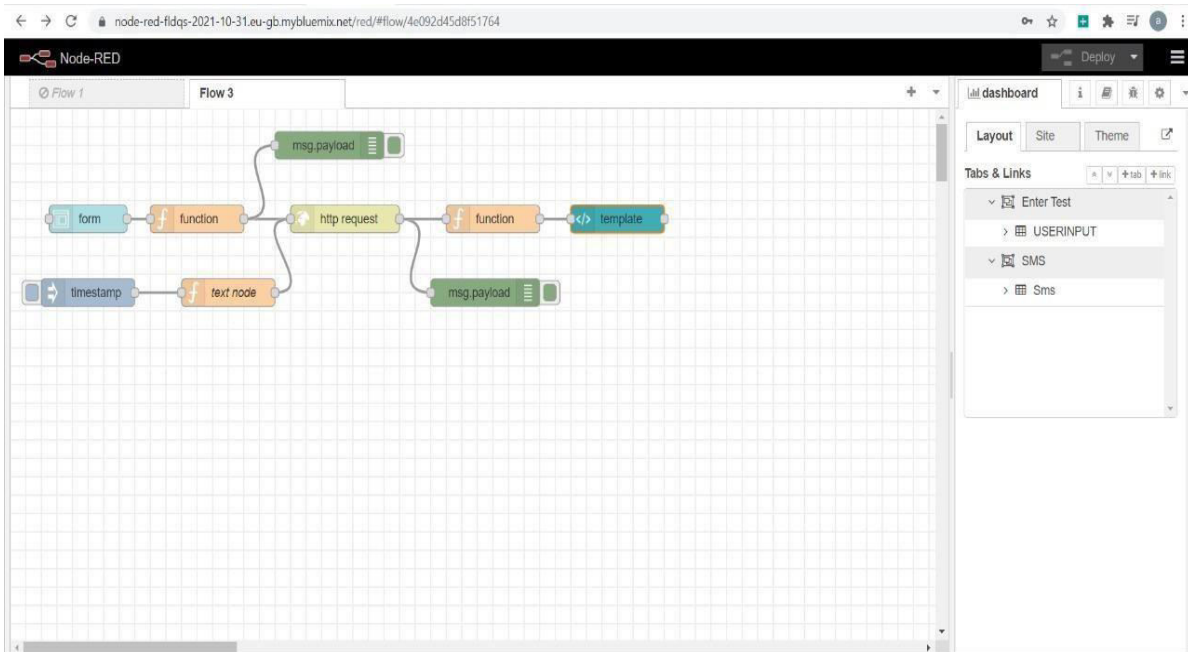 node-red-fldqs-2021-10-31.eu-gb.mybluemix.net/red/#flow/4e092d45d8f51764
a
Node-RED
Deploy
Flow 1
Flow 3
dashboard
i
msg.payload
Layout
Site
Theme
Tabs & Links
+tab
+link
Enter Test
form
function
http request
function
</> template
USERINPUT
SMS
timestamp
text node
msg.payload
Sms